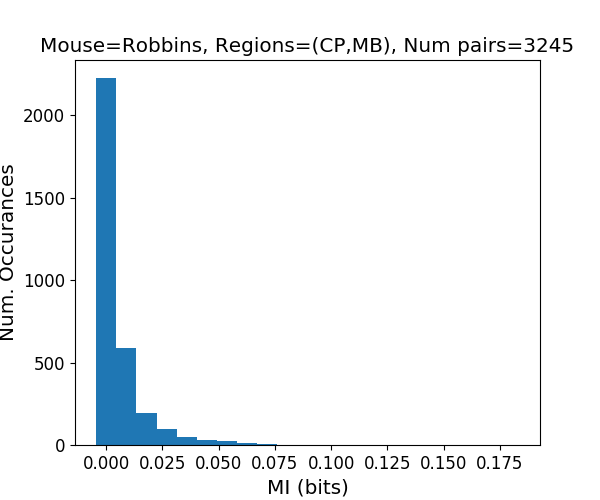 Mouse=Robbins, Regions=(CP,MB), Num pairs=3245
Num. Occurances
2000
1500
1000
500
0
0.000 0.025 0.050 0.075 0.100 0.125 0.150 0.175
MI (bits)